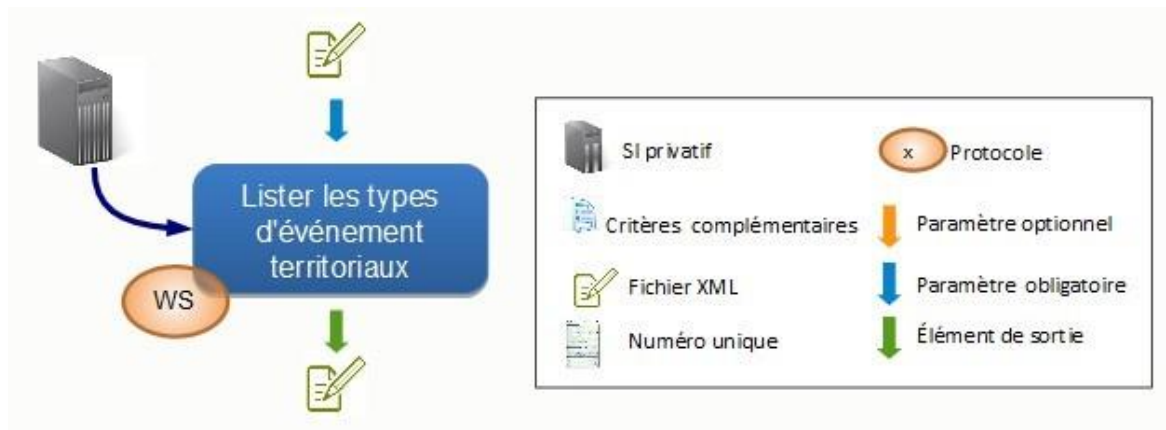 Lister les types
d'événement
territoriaux
WS
SI privatif
x
Protocole
Critères complémentaires
Paramètre optionnel
Fichier XML
Paramètre obligatoire
Numéro unique
Élément de sortie